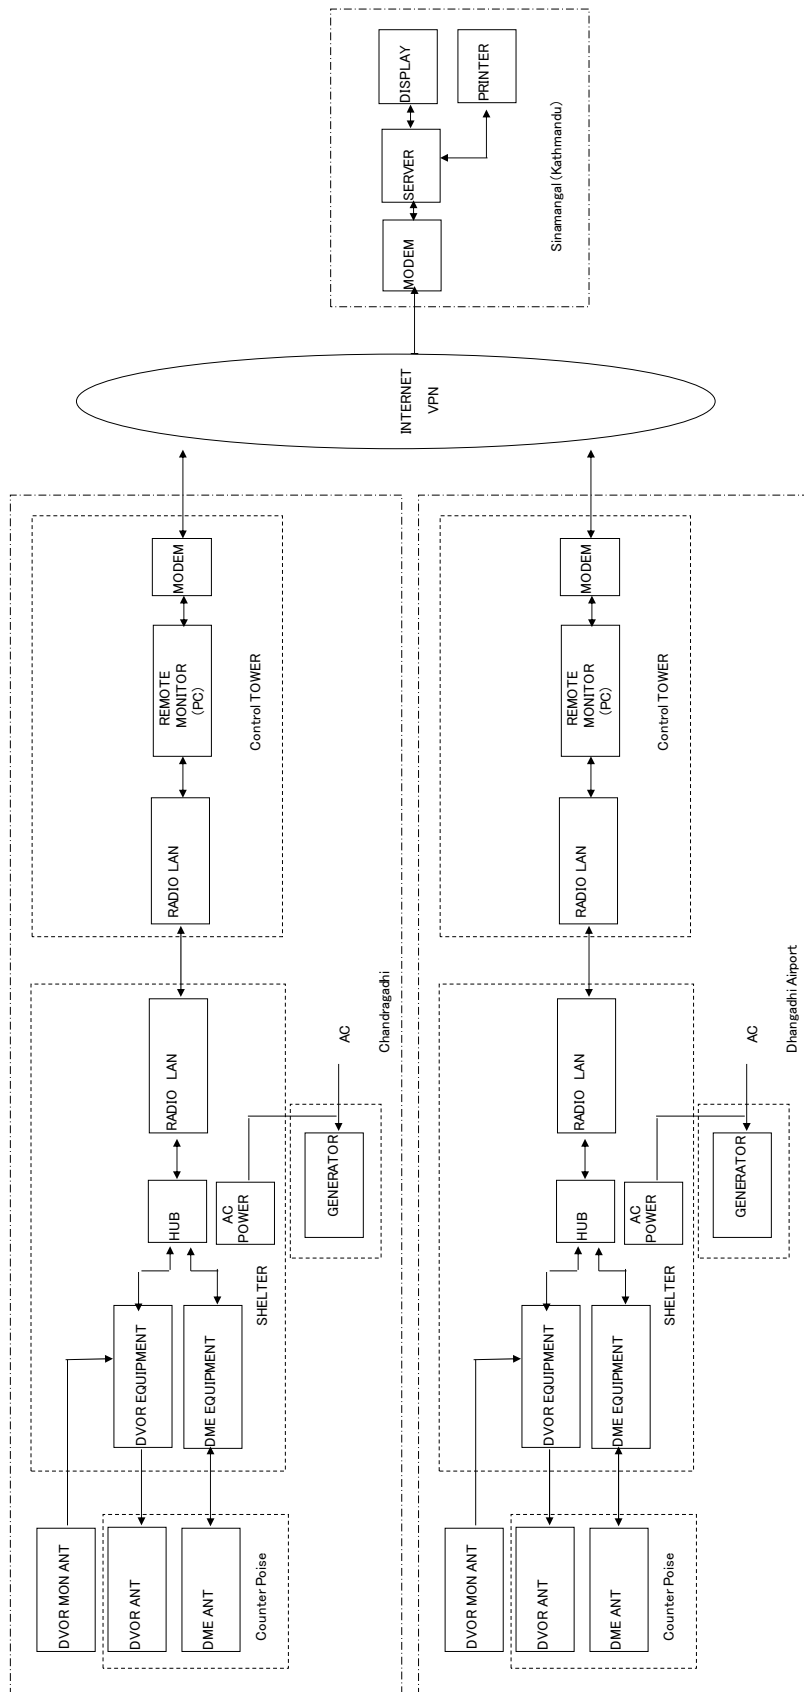 DVOR MON ANT
DVOR ANT
DME ANT
Counter Poise
DVOR EQUIPMENT
DME EQUIPMENT
SHELTER
HUB
AC
POWER
RADIO LAN
GENERATOR
AC
Chandragadhi
RADIO LAN
REMOTE
MONITOR
(PC)
MODEM
Control TOWER
DVOR MON ANT
DVOR ANT
DME ANT
Counter Poise
DVOR EQUIPMENT
DME EQUIPMENT
SHELTER
HUB
AC
POWER
RADIO LAN
GENERATOR
AC
Dhangadhi Airport
RADIO LAN
REMOTE
MONITOR
(PC)
MODEM
Control TOWER
INTERNET
VPN
MODEM
SERVER
DISPLAY
PRINTER
Sinamangal (Kathmandu)